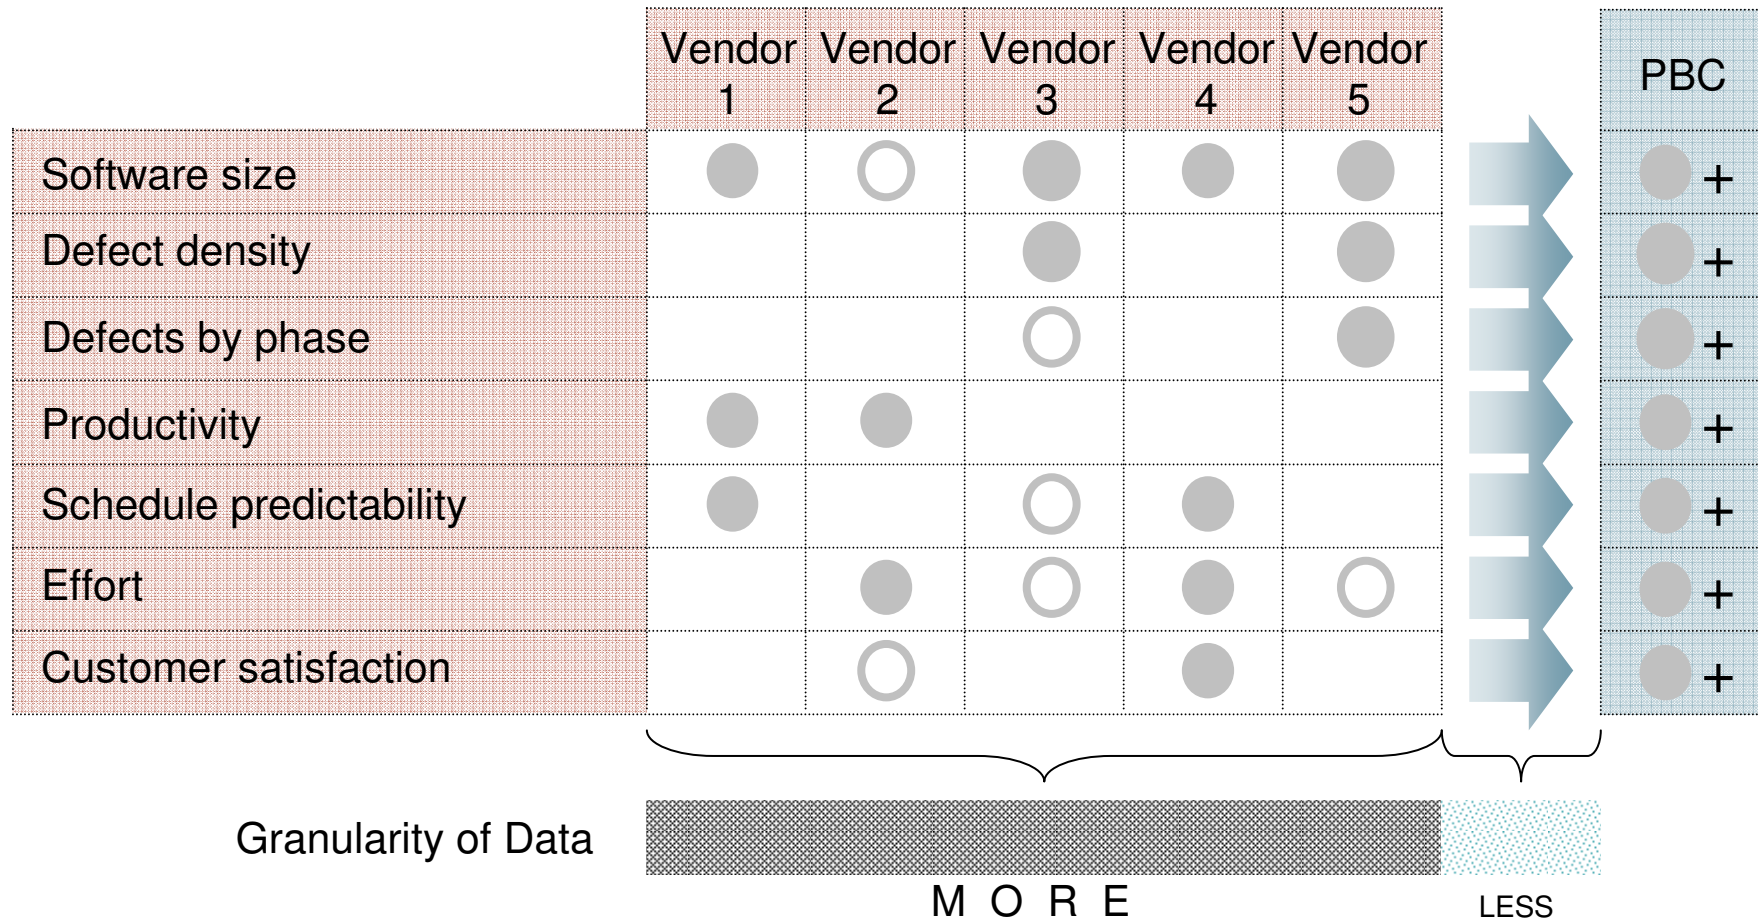 Vendor Vendor Vendor Vendor Vendor
1 2 3 4 5
PBC
Software size +
Defect density +
Defects by phase +
Productivity +
Schedule predictability +
Effort +
Customer satisfaction +
Granularity of Data
M O R E
LESS